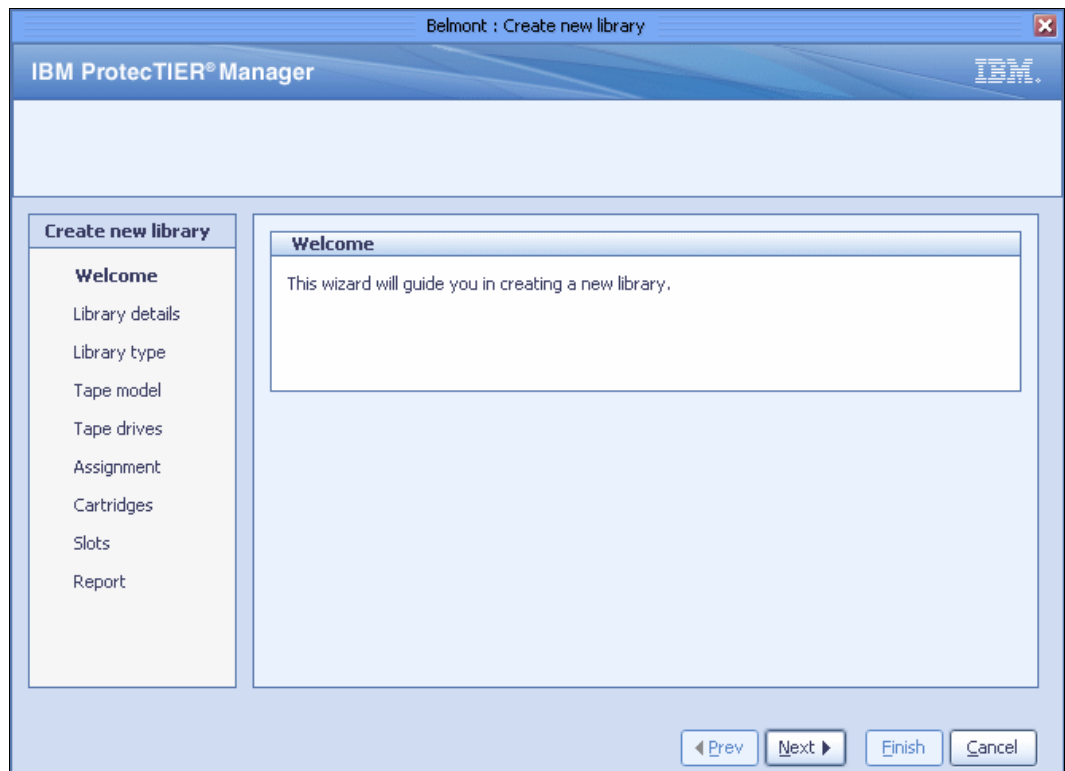 Belmont : Create new library
IBM ProtecTIER® Manager
IBM.
Create new library
Welcome
Library details
Library type
Tape model
Tape drives
Assignment
Cartridges
Slots
Report
Welcome
This wizard will guide you in creating a new library.
Prev
Next
Finish
Cancel